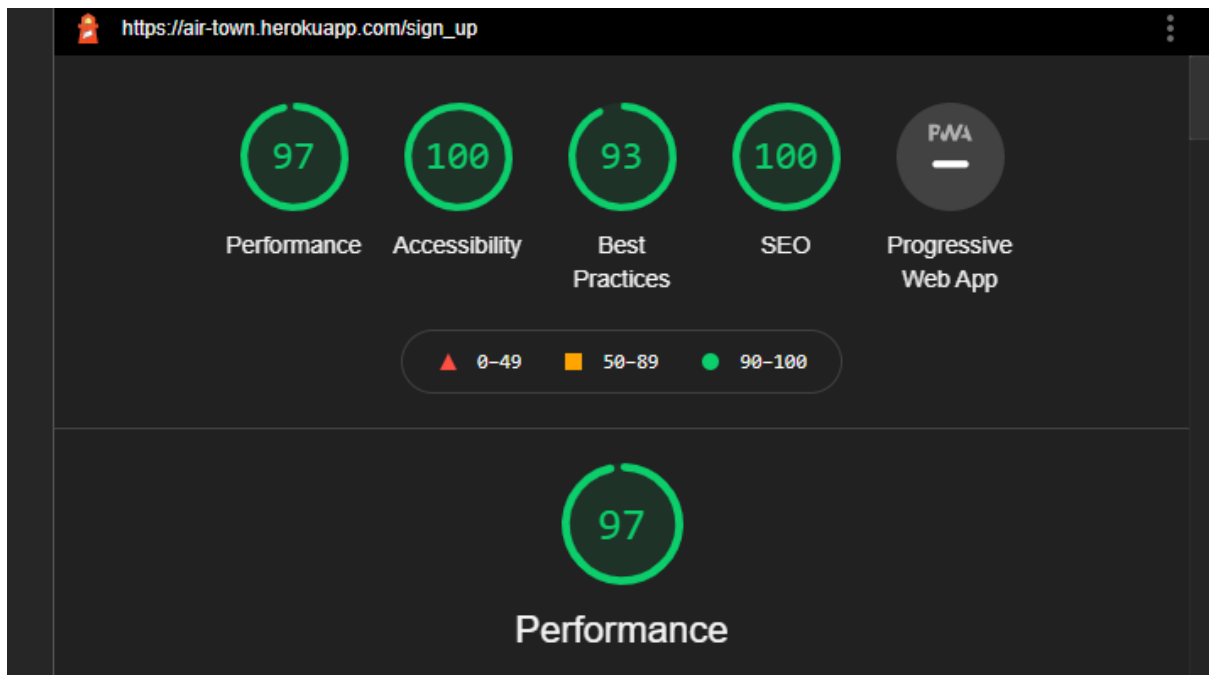 https://air-town.herokuapp.com/sign_up
97 100 93 100 PWA
Performance Accessibility Best Practices SEO Progressive Web App
0–49 50–89 90–100
97
Performance